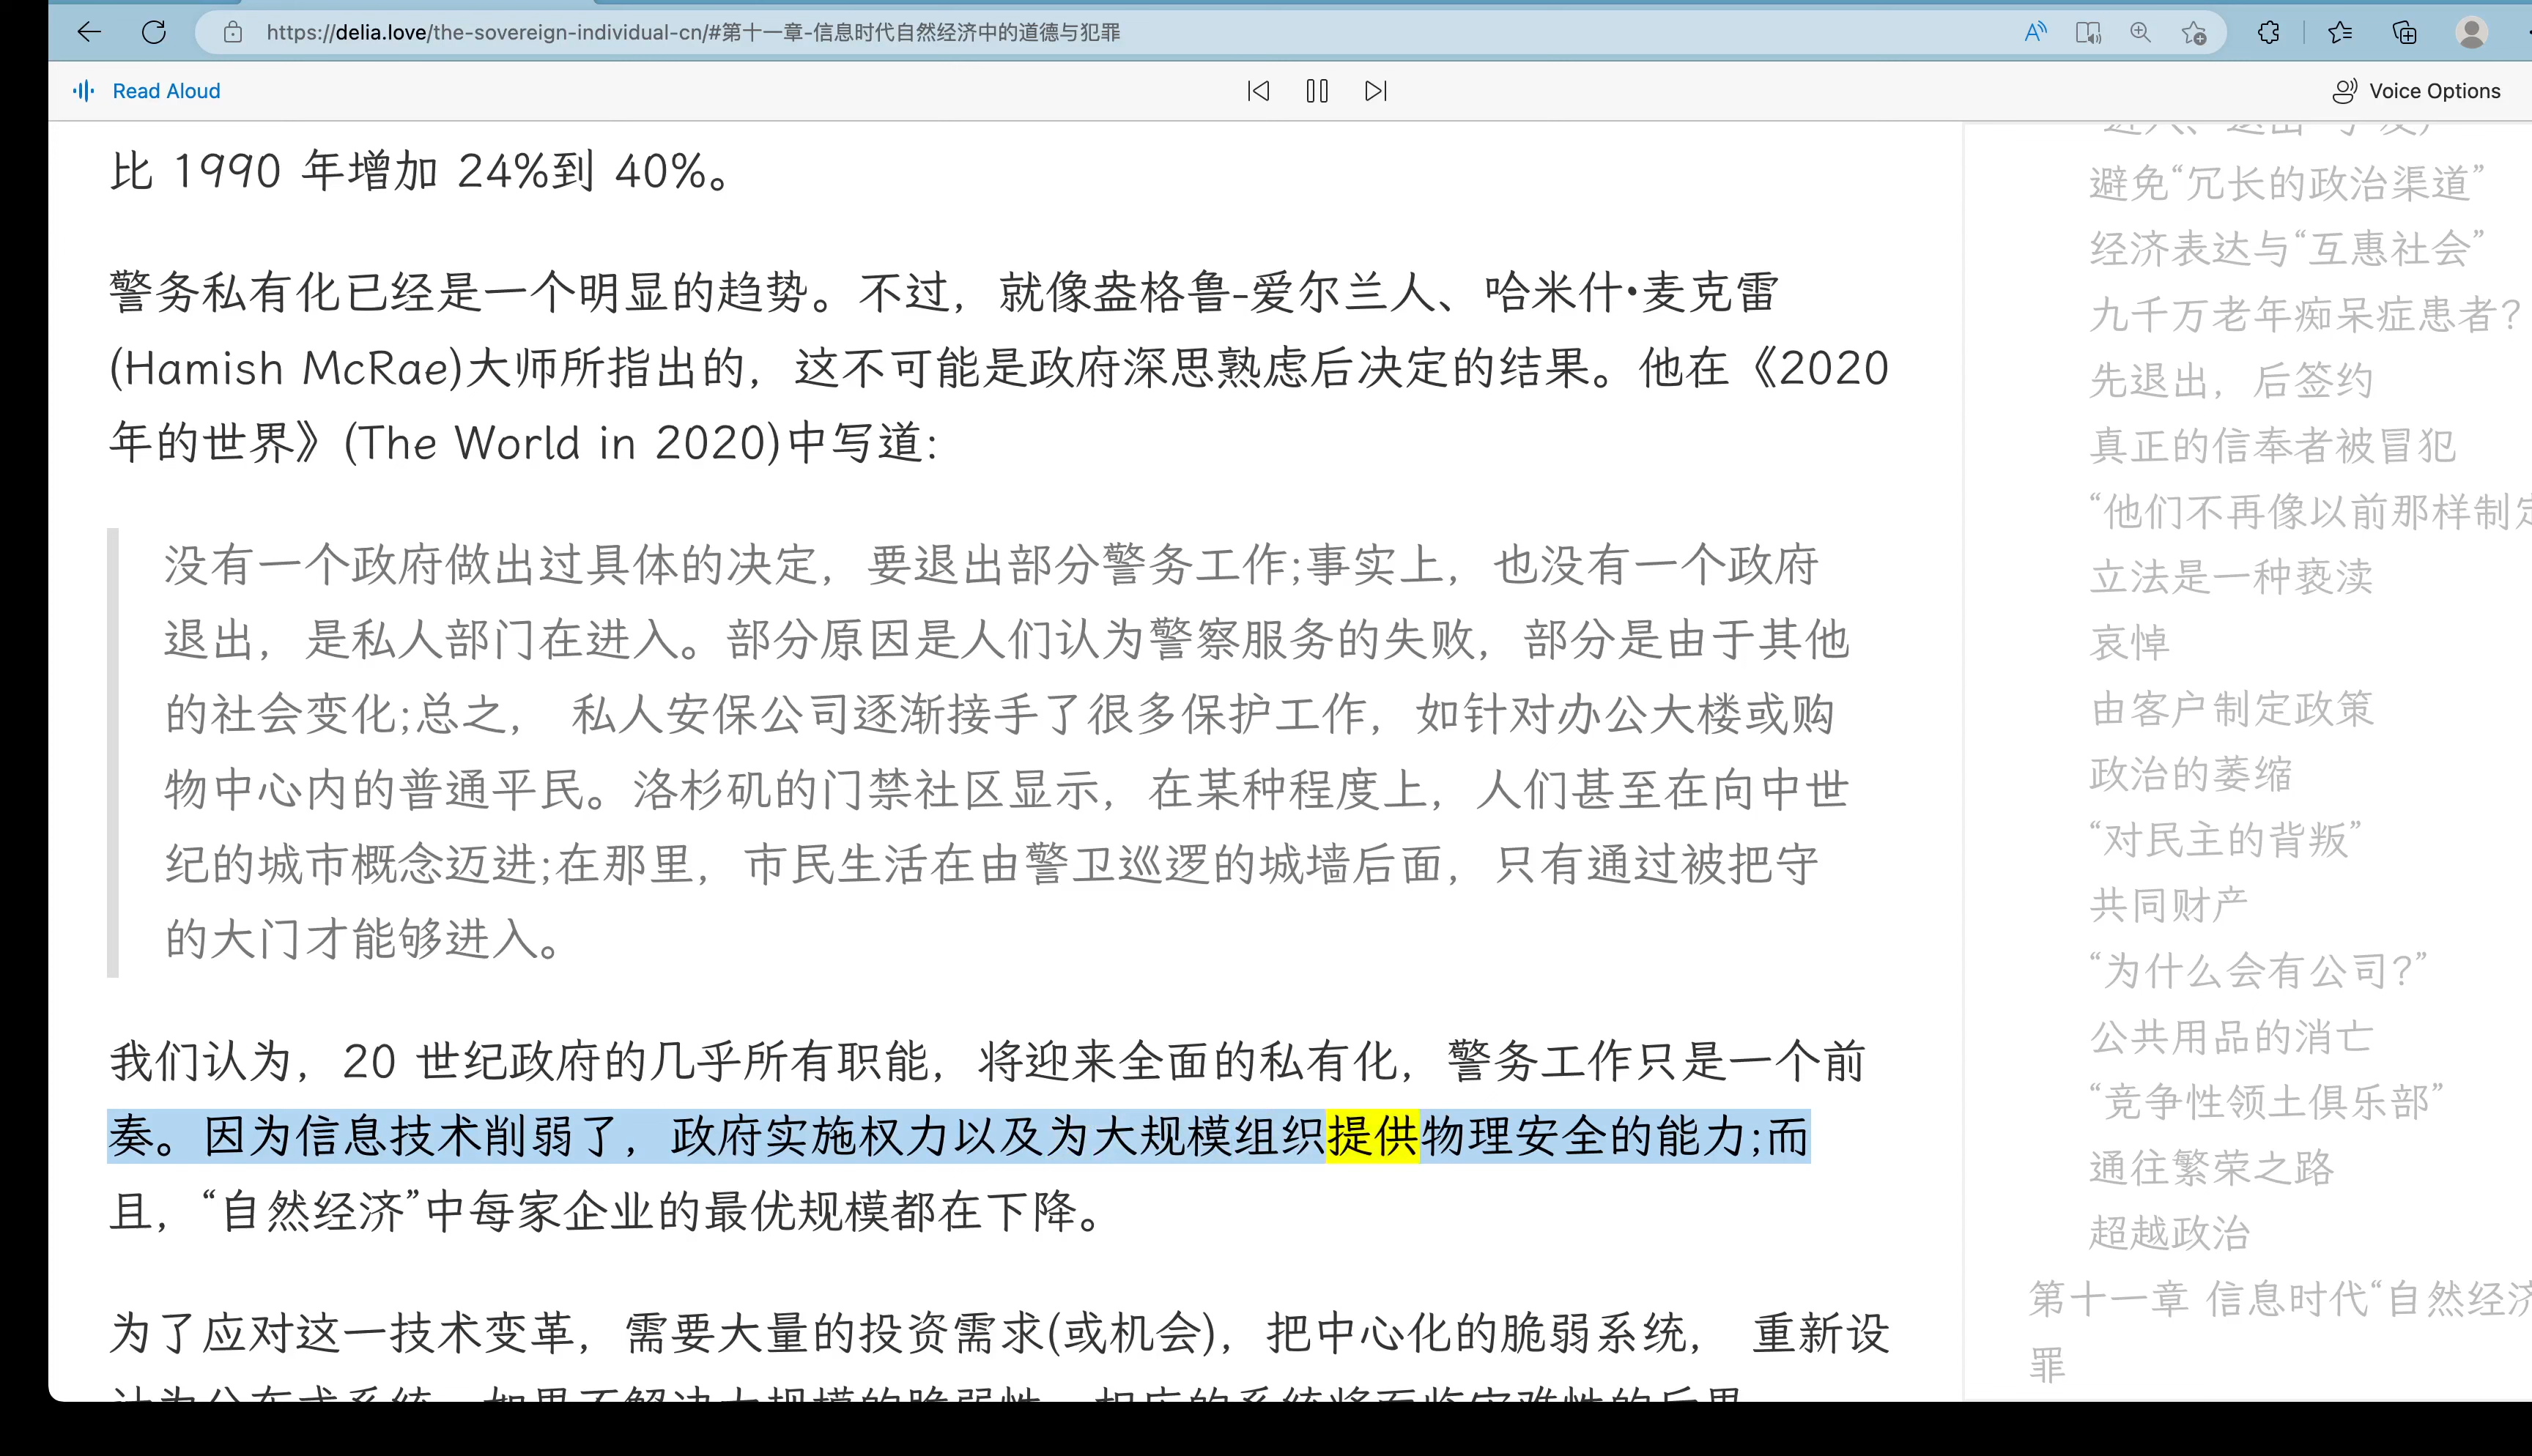 https://delia.love/the-sovereign-individual-cn/#第十一章-信息时代自然经济中的道德与犯罪
Read Aloud
Voice Options
比 1990 年增加 24%到 40%。
警务私有化已经是一个明显的趋势。不过，就像盎格鲁-爱尔兰人、哈米什•麦克雷
(Hamish McRae)大师所指出的，这不可能是政府深思熟虑后决定的结果。他在《2020
年的世界》(The World in 2020)中写道:
没有一个政府做出过具体的决定，要退出部分警务工作;事实上，也没有一个政府
退出，是私人部门在进入。部分原因是人们认为警察服务的失败，部分是由于其他
的社会变化;总之， 私人安保公司逐渐接手了很多保护工作，如针对办公大楼或购
物中心内的普通平民。洛杉矶的门禁社区显示，在某种程度上，人们甚至在向中世
纪的城市概念迈进;在那里，市民生活在由警卫巡逻的城墙后面，只有通过被把守
的大门才能够进入。
我们认为，20 世纪政府的几乎所有职能，将迎来全面的私有化，警务工作只是一个前
奏。因为信息技术削弱了，政府实施权力以及为大规模组织提供物理安全的能力;而
且，“自然经济”中每家企业的最优规模都在下降。
为了应对这一技术变革，需要大量的投资需求(或机会)，把中心化的脆弱系统， 重新设
避免“冗长的政治渠道”
经济表达与“互惠社会”
九千万老年痴呆症患者?
先退出，后签约
真正的信奉者被冒犯
“他们不再像以前那样制定
立法是一种亵渎
哀悼
由客户制定政策
政治的萎缩
“对民主的背叛”
共同财产
“为什么会有公司?”
公共用品的消亡
“竞争性领土俱乐部”
通往繁荣之路
超越政治
第十一章 信息时代“自然经济
罪